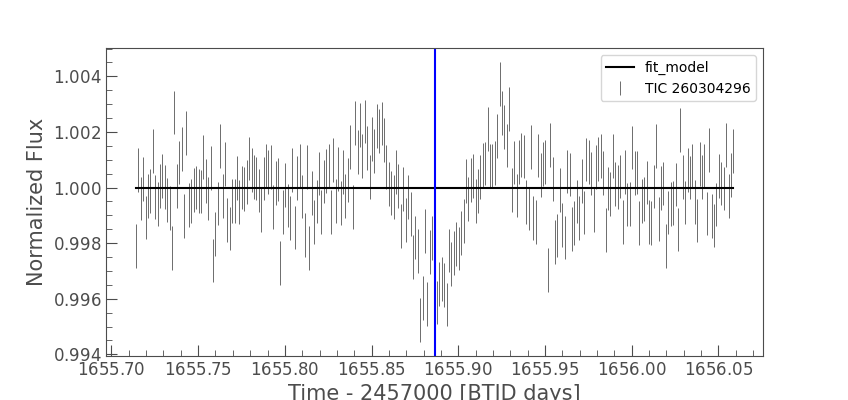 fit_model
TIC 260304296
1.004
1.002
1.000
0.998
0.996
0.994
Normalized Flux
1655.70 1655.75 1655.80 1655.85 1655.90 1655.95 1656.00 1656.05
Time - 2457000 [BTJD days]